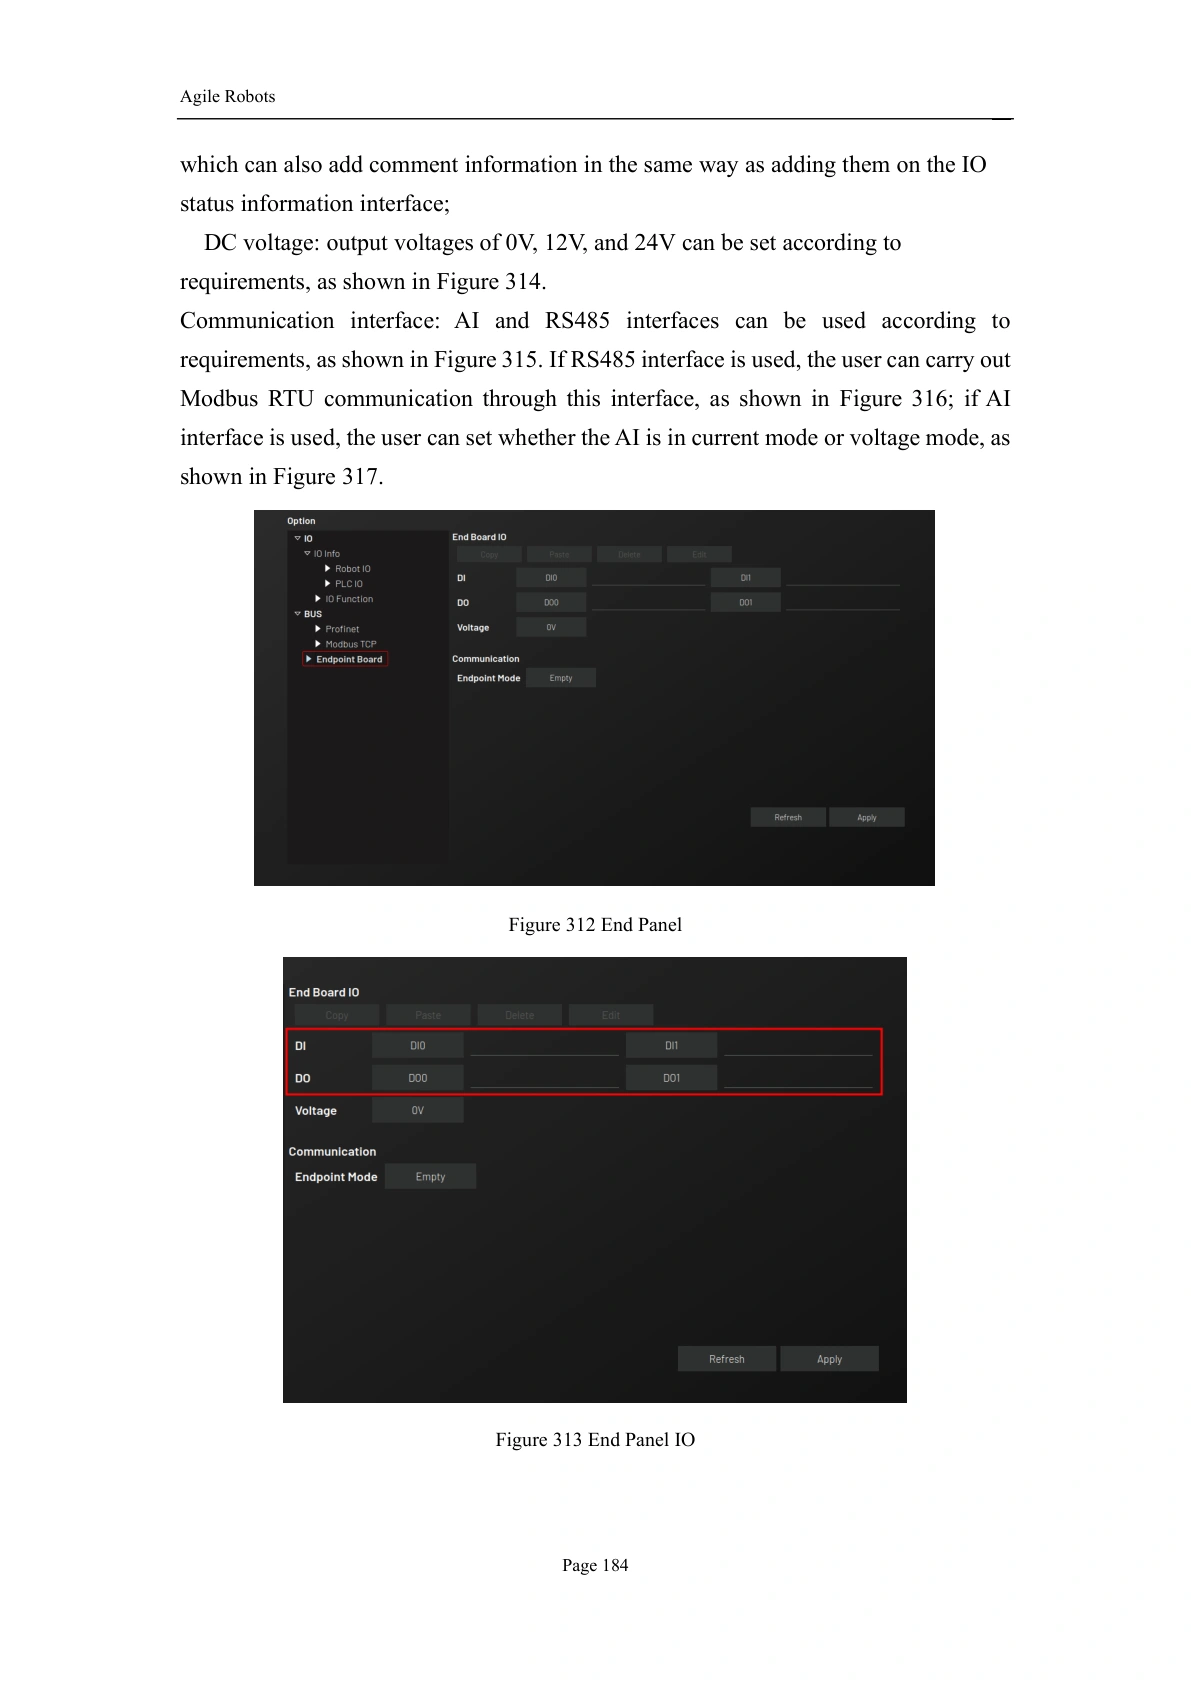 Agile Robots
which can also add comment information in the same way as adding them on the IO
status information interface;
DC voltage: output voltages of 0V, 12V, and 24V can be set according to
requirements, as shown in Figure 314.
Communication interface: AI and RS485 interfaces can be used according to
requirements, as shown in Figure 315. If RS485 interface is used, the user can carry out
Modbus RTU communication through this interface, as shown in Figure 316; if AI
interface is used, the user can set whether the AI is in current mode or voltage mode, as
shown in Figure 317.
Option
IO
IO Info
Robot IO
PLC IO
IO Function
BUS
Profinet
Modbus TCP
Endpoint Board
End Board IO
Copy Paste Delete Edit
DI DI0 DI1
DO DO0 DO1
Voltage 0V
Communication
Endpoint Mode Empty
Refresh Apply
Figure 312 End Panel
End Board IO
Copy Paste Delete Edit
DI DI0 DI1
DO DO0 DO1
Voltage 0V
Communication
Endpoint Mode Empty
Refresh Apply
Figure 313 End Panel IO
Page 184